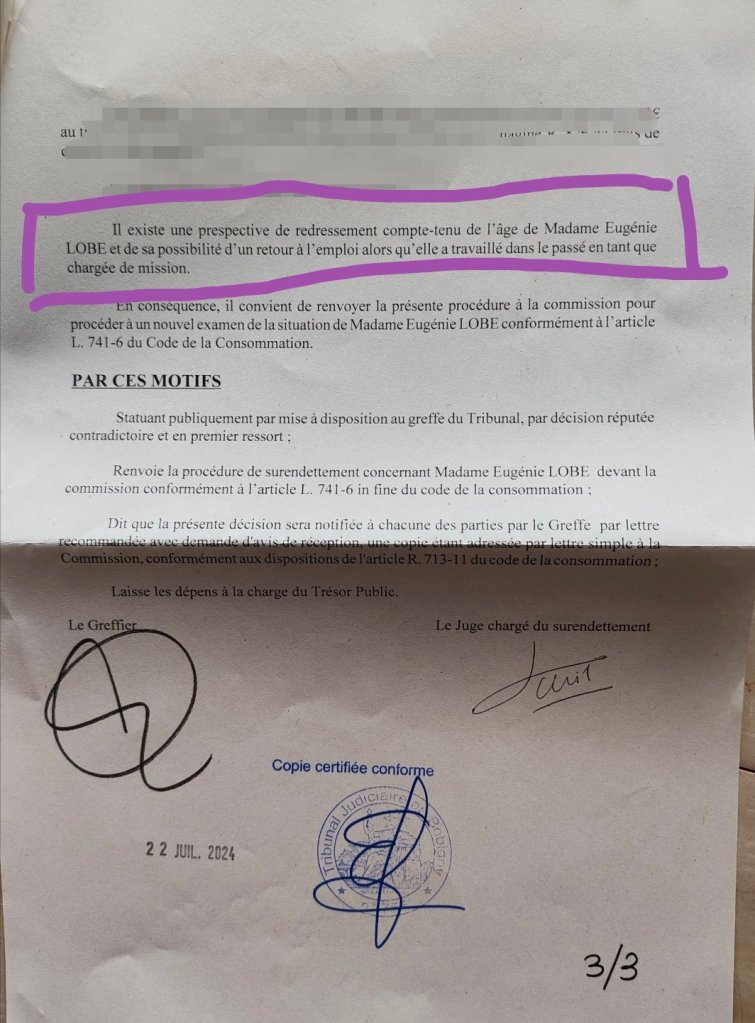 au
de
Il existe une prespective de redressement compte-tenu de l'âge de Madame Eugénie
LOBE et de sa possibilité d'un retour à l'emploi alors qu'elle a travaillé dans le passé en tant que
chargée de mission.
En conséquence, il convient de renvoyer la présente procédure à la commission pour
procéder à un nouvel examen de la situation de Madame Eugénie LOBE conformément à l'article
L. 741-6 du Code de la Consommation.
PAR CES MOTIFS
Statuant publiquement par mise à disposition au greffe du Tribunal, par décision réputée
contradictoire et en premier ressort ;
Renvoie la procédure de surendettement concernant Madame Eugénie LOBE devant la
commission conformément à l'article L. 741-6 in fine du code de la consommation ;
Dit que la présente décision sera notifiée à chacune des parties par le Greffe par lettre
recommandée avec demande d'avis de réception, une copie étant adressée par lettre simple à la
Commission, conformément aux dispositions de l'article R. 713-11 du code de la consommation ;
Laisse les dépens à la charge du Trésor Public.
Le Greffier
Le Juge chargé du surendettement
Copie certifiée conforme
Tribunal Judiciaire de Bobigny
22 JUIL. 2024
3/3